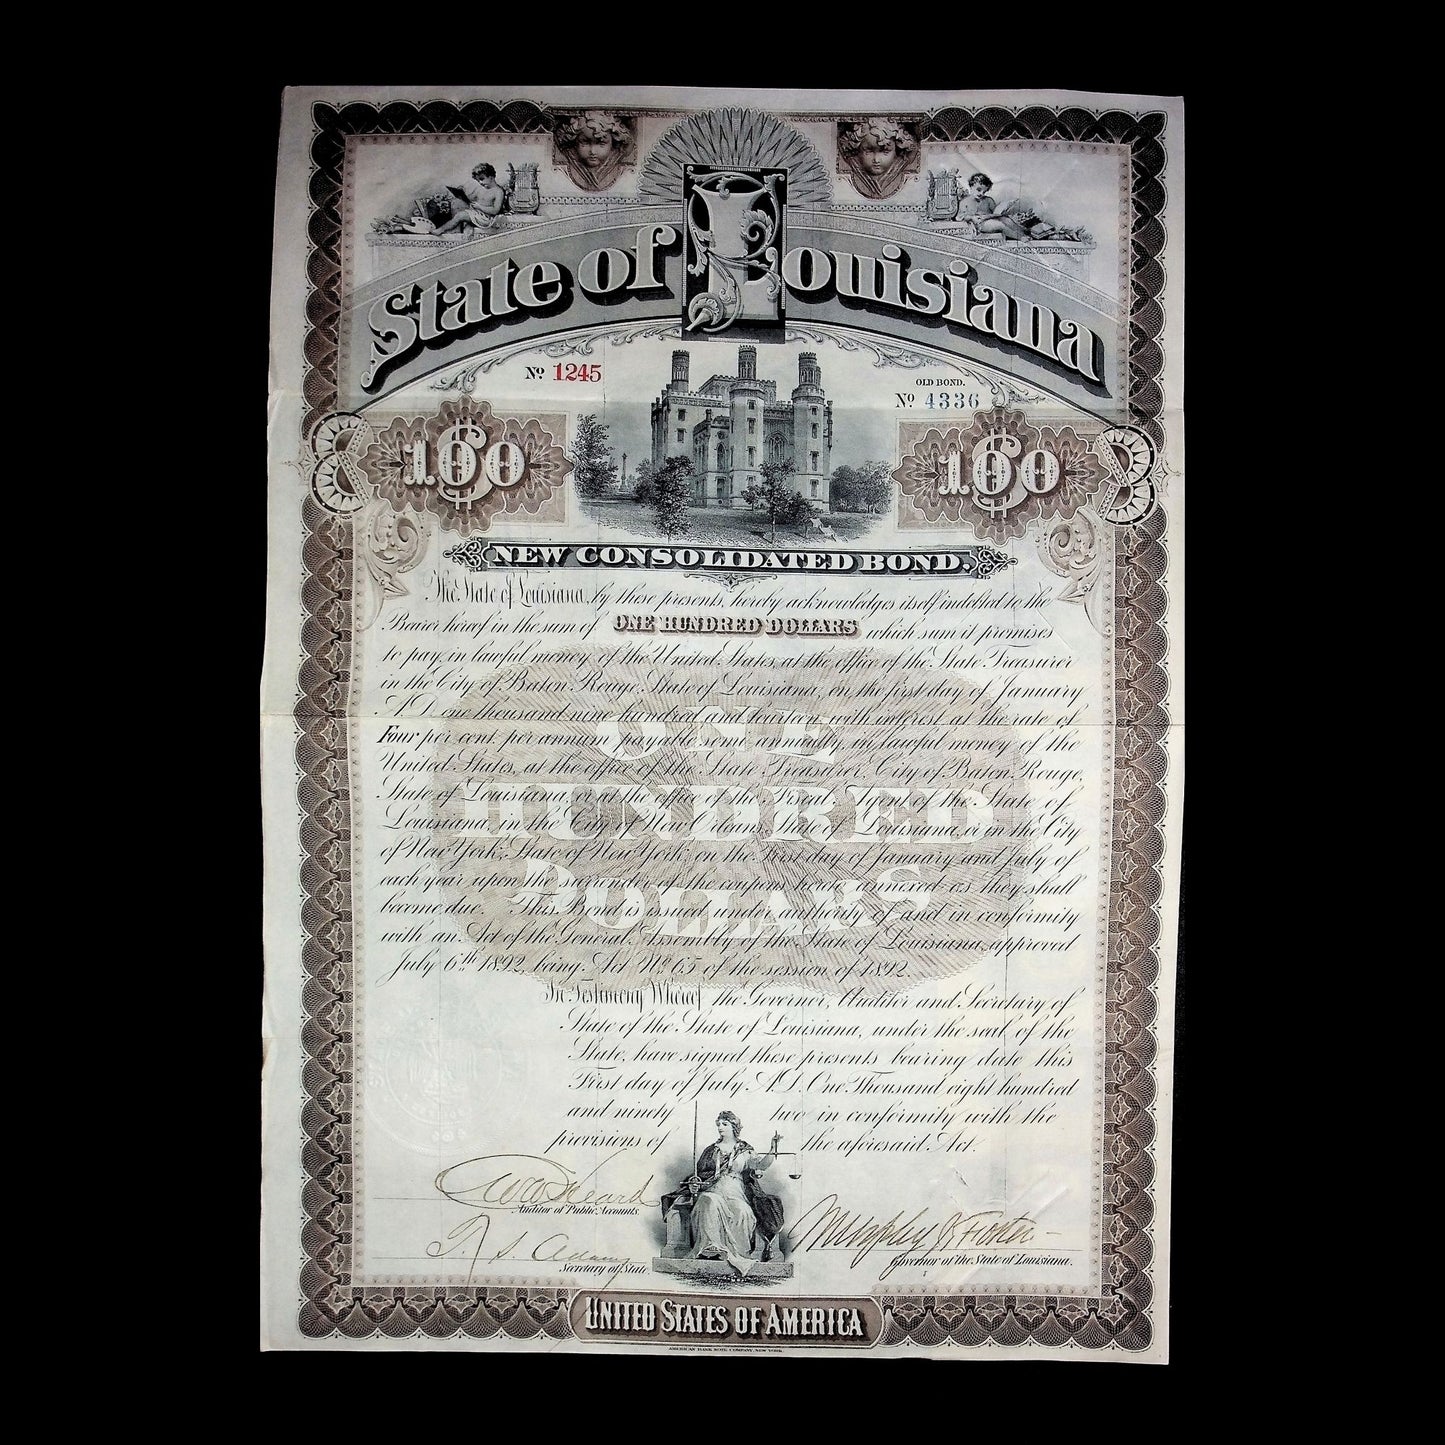 State of Louisiana
Nº 1245
OLD BOND.
Nº 4336
$100
$100
NEW CONSOLIDATED BOND.
The State of Louisiana, by these presents, hereby acknowledges itself indebted to the
Bearer hereof in the sum of ONE HUNDRED DOLLARS which sum it promises
to pay, in lawful money of the United States, at the office of the State Treasurer
in the City of Baton Rouge, State of Louisiana, on the first day of January
A.D. one thousand nine hundred and fourteen, with interest at the rate of
Four per cent. per annum payable semi annually, in lawful money of the
United States, at the office of the State Treasurer, City of Baton Rouge,
State of Louisiana, or at the office of the Fiscal Agent of the State of
Louisiana, in the City of New Orleans, State of Louisiana, or in the City
of New York, State of New York, on the first day of January and July of
each year upon the surrender of the coupons hereto annexed as they shall
become due. This Bond is issued under authority of and in conformity
with an Act of the General Assembly of the State of Louisiana, approved
July 6th 1892, being Act Nº 65 of the session of 1892.
ONE
HUNDRED
DOLLARS
In Testimony Whereof the Governor, Auditor and Secretary of
State of the State of Louisiana, under the seal of the
State, have signed these presents bearing date this
First day of July A.D. One Thousand eight hundred
and ninety two in conformity with the
provisions of the aforesaid Act.
W W Heard
Auditor of Public Accounts.
T. S. Adams
Secretary of State.
Murphy J. Foster
Governor of the State of Louisiana.
UNITED STATES OF AMERICA
AMERICAN BANK NOTE COMPANY, NEW YORK.